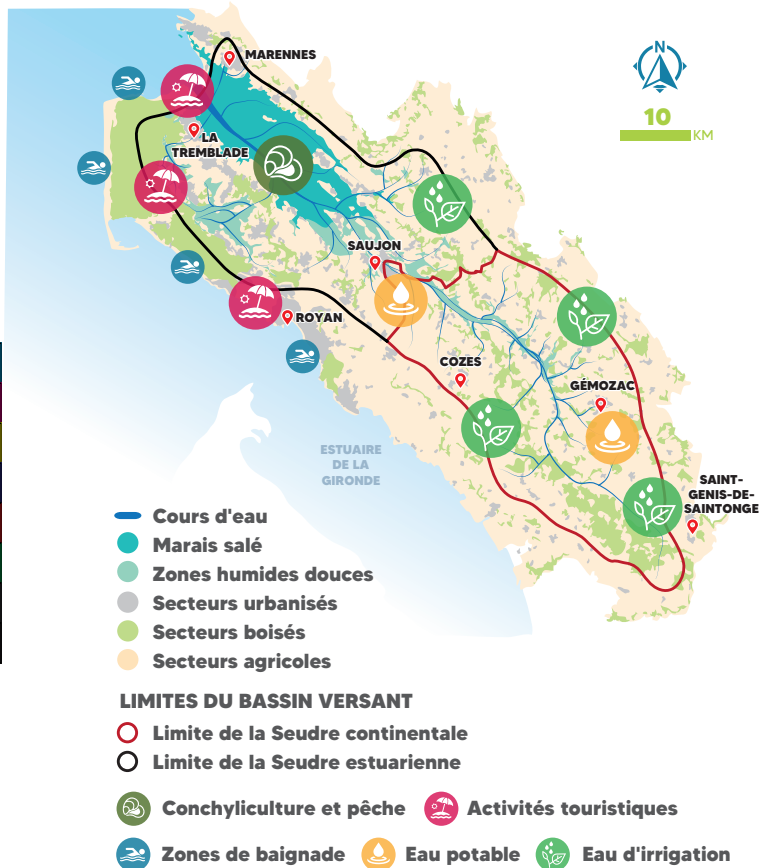 MARENNES
N
10
KM
LA
TREMBLADE
SAUJON
ROYAN
COZES
GÉMOZAC
ESTUAIRE
DE LA
GIRONDE
SAINT-
GENIS-DE-
SAINTONGE
Cours d'eau
Marais salé
Zones humides douces
Secteurs urbanisés
Secteurs boisés
Secteurs agricoles
LIMITES DU BASSIN VERSANT
Limite de la Seudre continentale
Limite de la Seudre estuarienne
Conchyliculture et pêche Activités touristiques
Zones de baignade Eau potable Eau d'irrigation